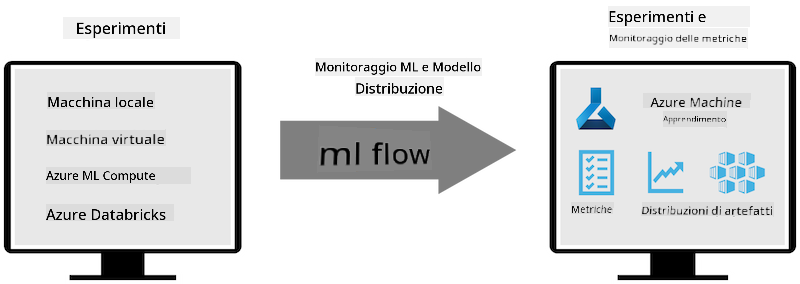 Esperimenti
Macchina locale
Macchina virtuale
Azure ML Compute
Azure Databricks
Monitoraggio ML e Modello
Distribuzione
ml flow
Esperimenti e
Monitoraggio delle metriche
Azure Machine
Apprendimento
Metriche
Distribuzioni di artefatti